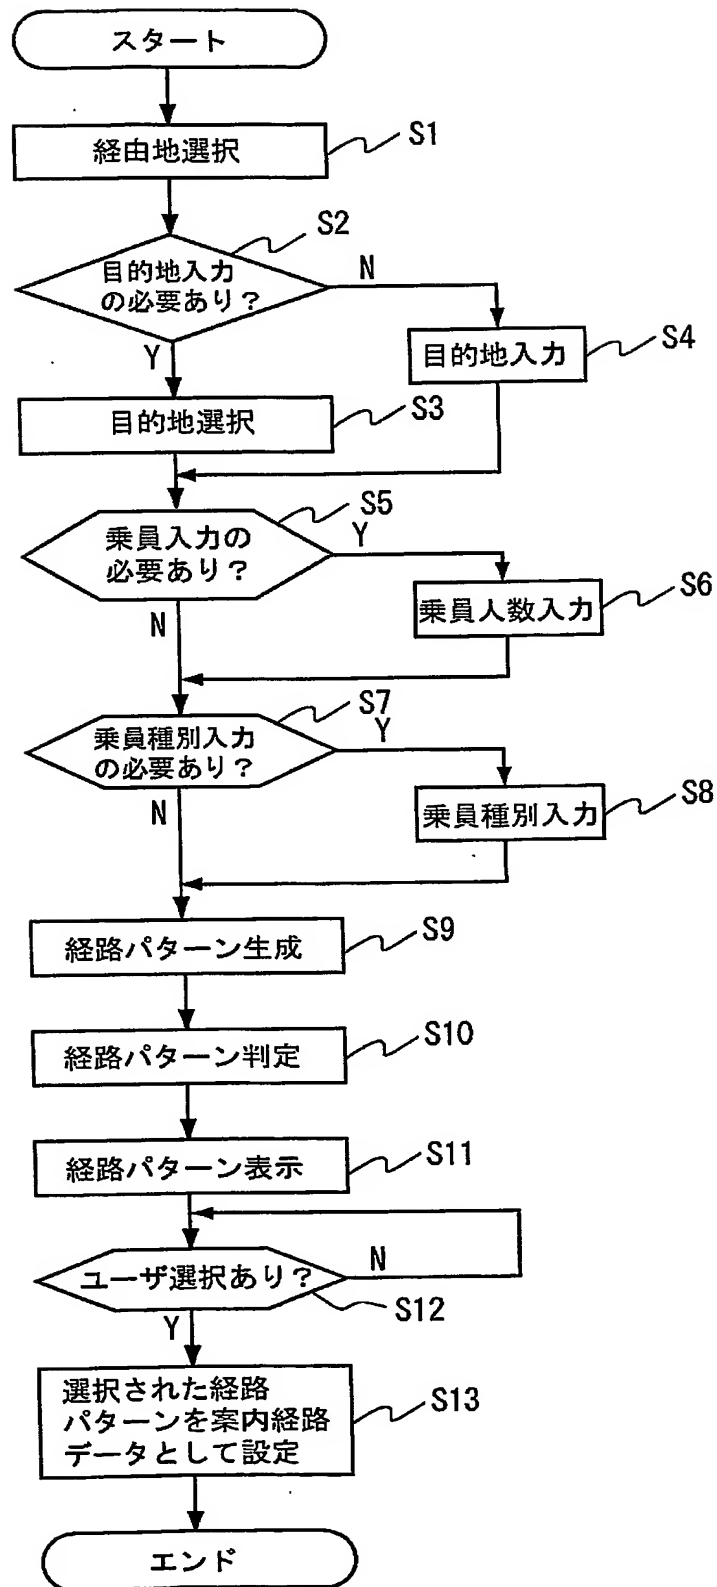 スタート
経由地選択
S1
S2
目的地入力
の必要あり?
N
Y
目的地入力
S4
目的地選択
S3
S5
乗員入力の
必要あり?
Y
N
乗員人数入力
S6
S7
乗員種別入力
の必要あり?
Y
N
乗員種別入力
S8
経路パターン生成
S9
経路パターン判定
S10
経路パターン表示
S11
ユーザ選択あり?
N
S12
Y
選択された経路
パターンを案内経路
データとして設定
S13
エンド